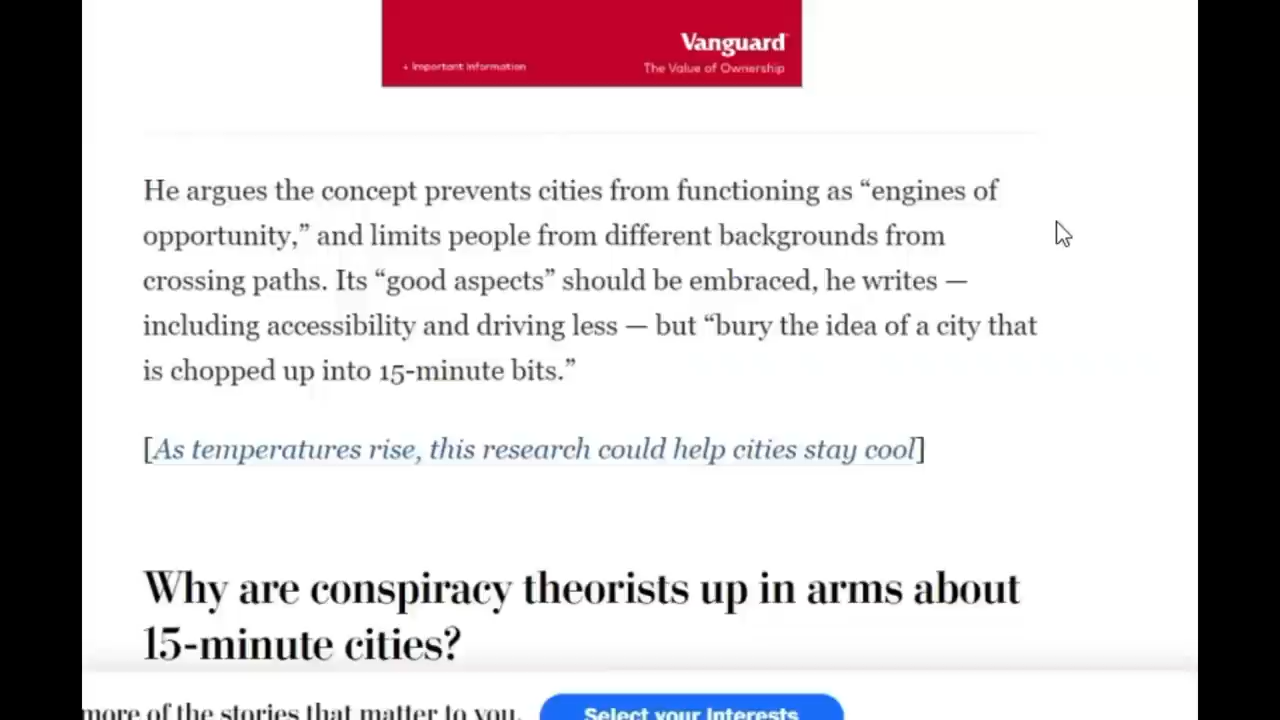 Vanguard
+ Important Information
The Value of Ownership
He argues the concept prevents cities from functioning as “engines of
opportunity,” and limits people from different backgrounds from
crossing paths. Its “good aspects” should be embraced, he writes —
including accessibility and driving less — but “bury the idea of a city that
is chopped up into 15-minute bits.”
[As temperatures rise, this research could help cities stay cool]
Why are conspiracy theorists up in arms about
15-minute cities?
more of the stories that matter to you.
Select your Interests